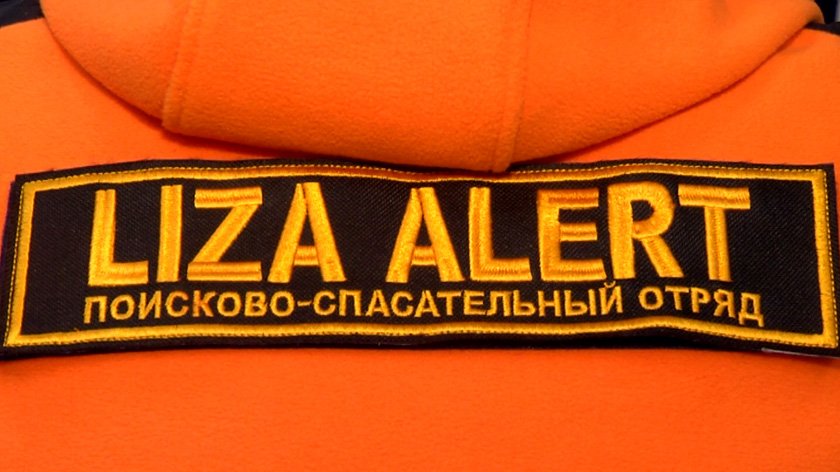 LIZA ALERT
ПОИСКОВО-СПАСАТЕЛЬНЫЙ ОТРЯД